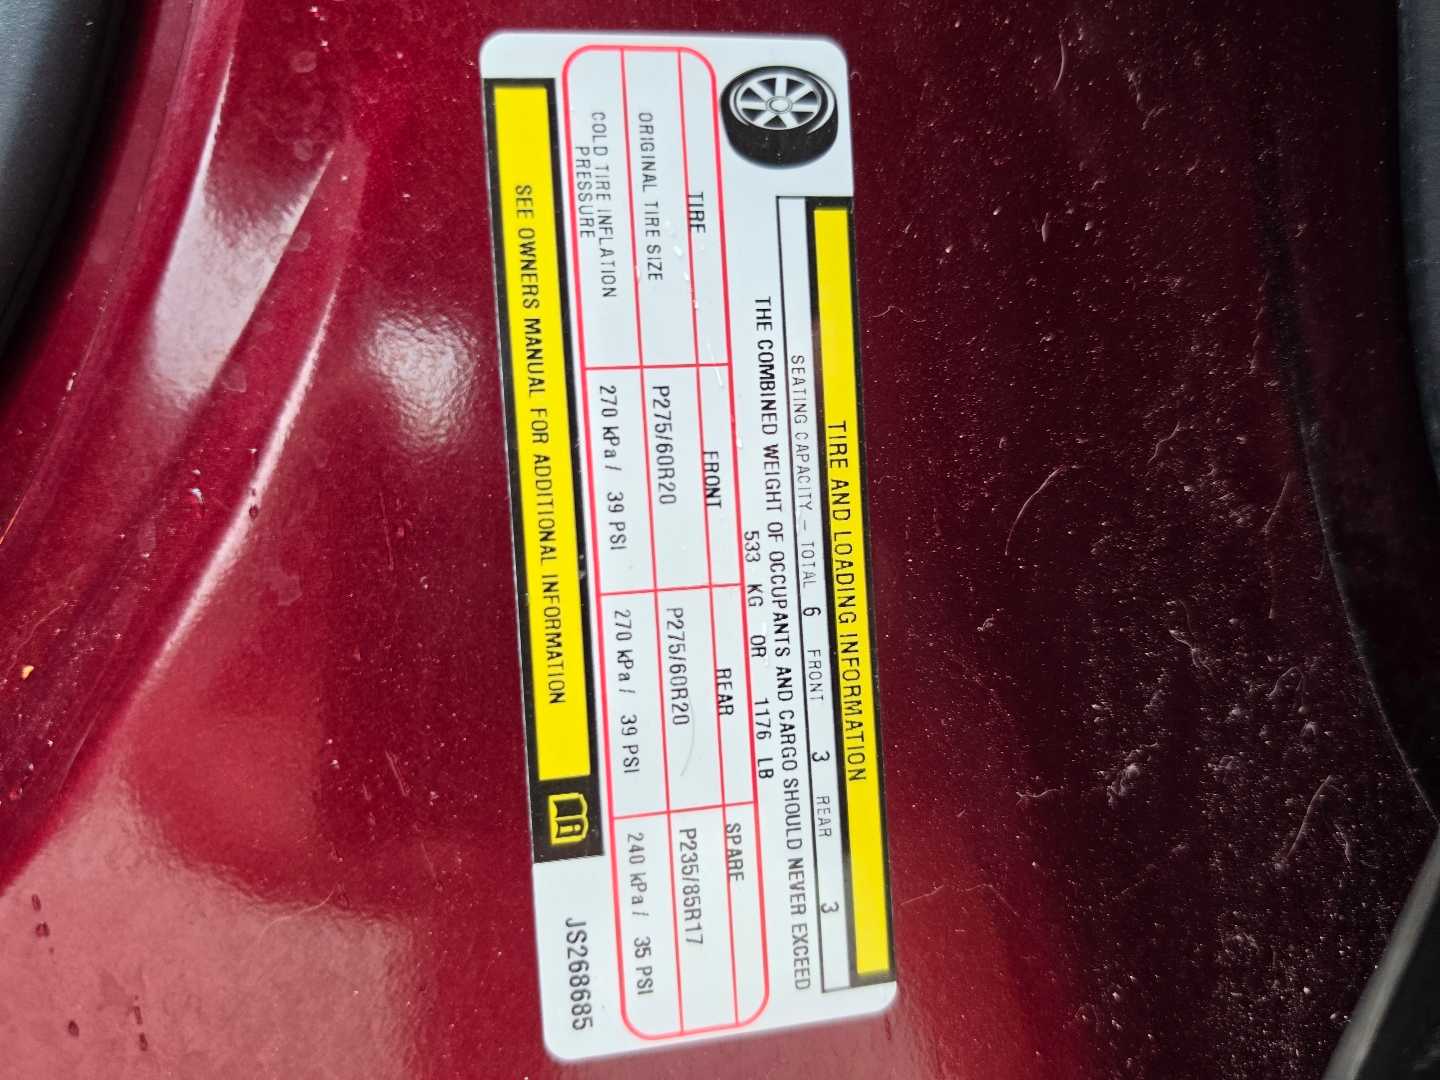 TIRE AND LOADING INFORMATION
SEATING CAPACITY – TOTAL 6 FRONT 3 REAR 3
THE COMBINED WEIGHT OF OCCUPANTS AND CARGO SHOULD NEVER EXCEED
533 KG OR 1176 LB
TIRE FRONT REAR SPARE
ORIGINAL TIRE SIZE P275/60R20 P275/60R20 P235/85R17
COLD TIRE INFLATION
PRESSURE 270 kPa / 39 PSI 270 kPa / 39 PSI 240 kPa / 35 PSI
SEE OWNERS MANUAL FOR ADDITIONAL INFORMATION
JS268685